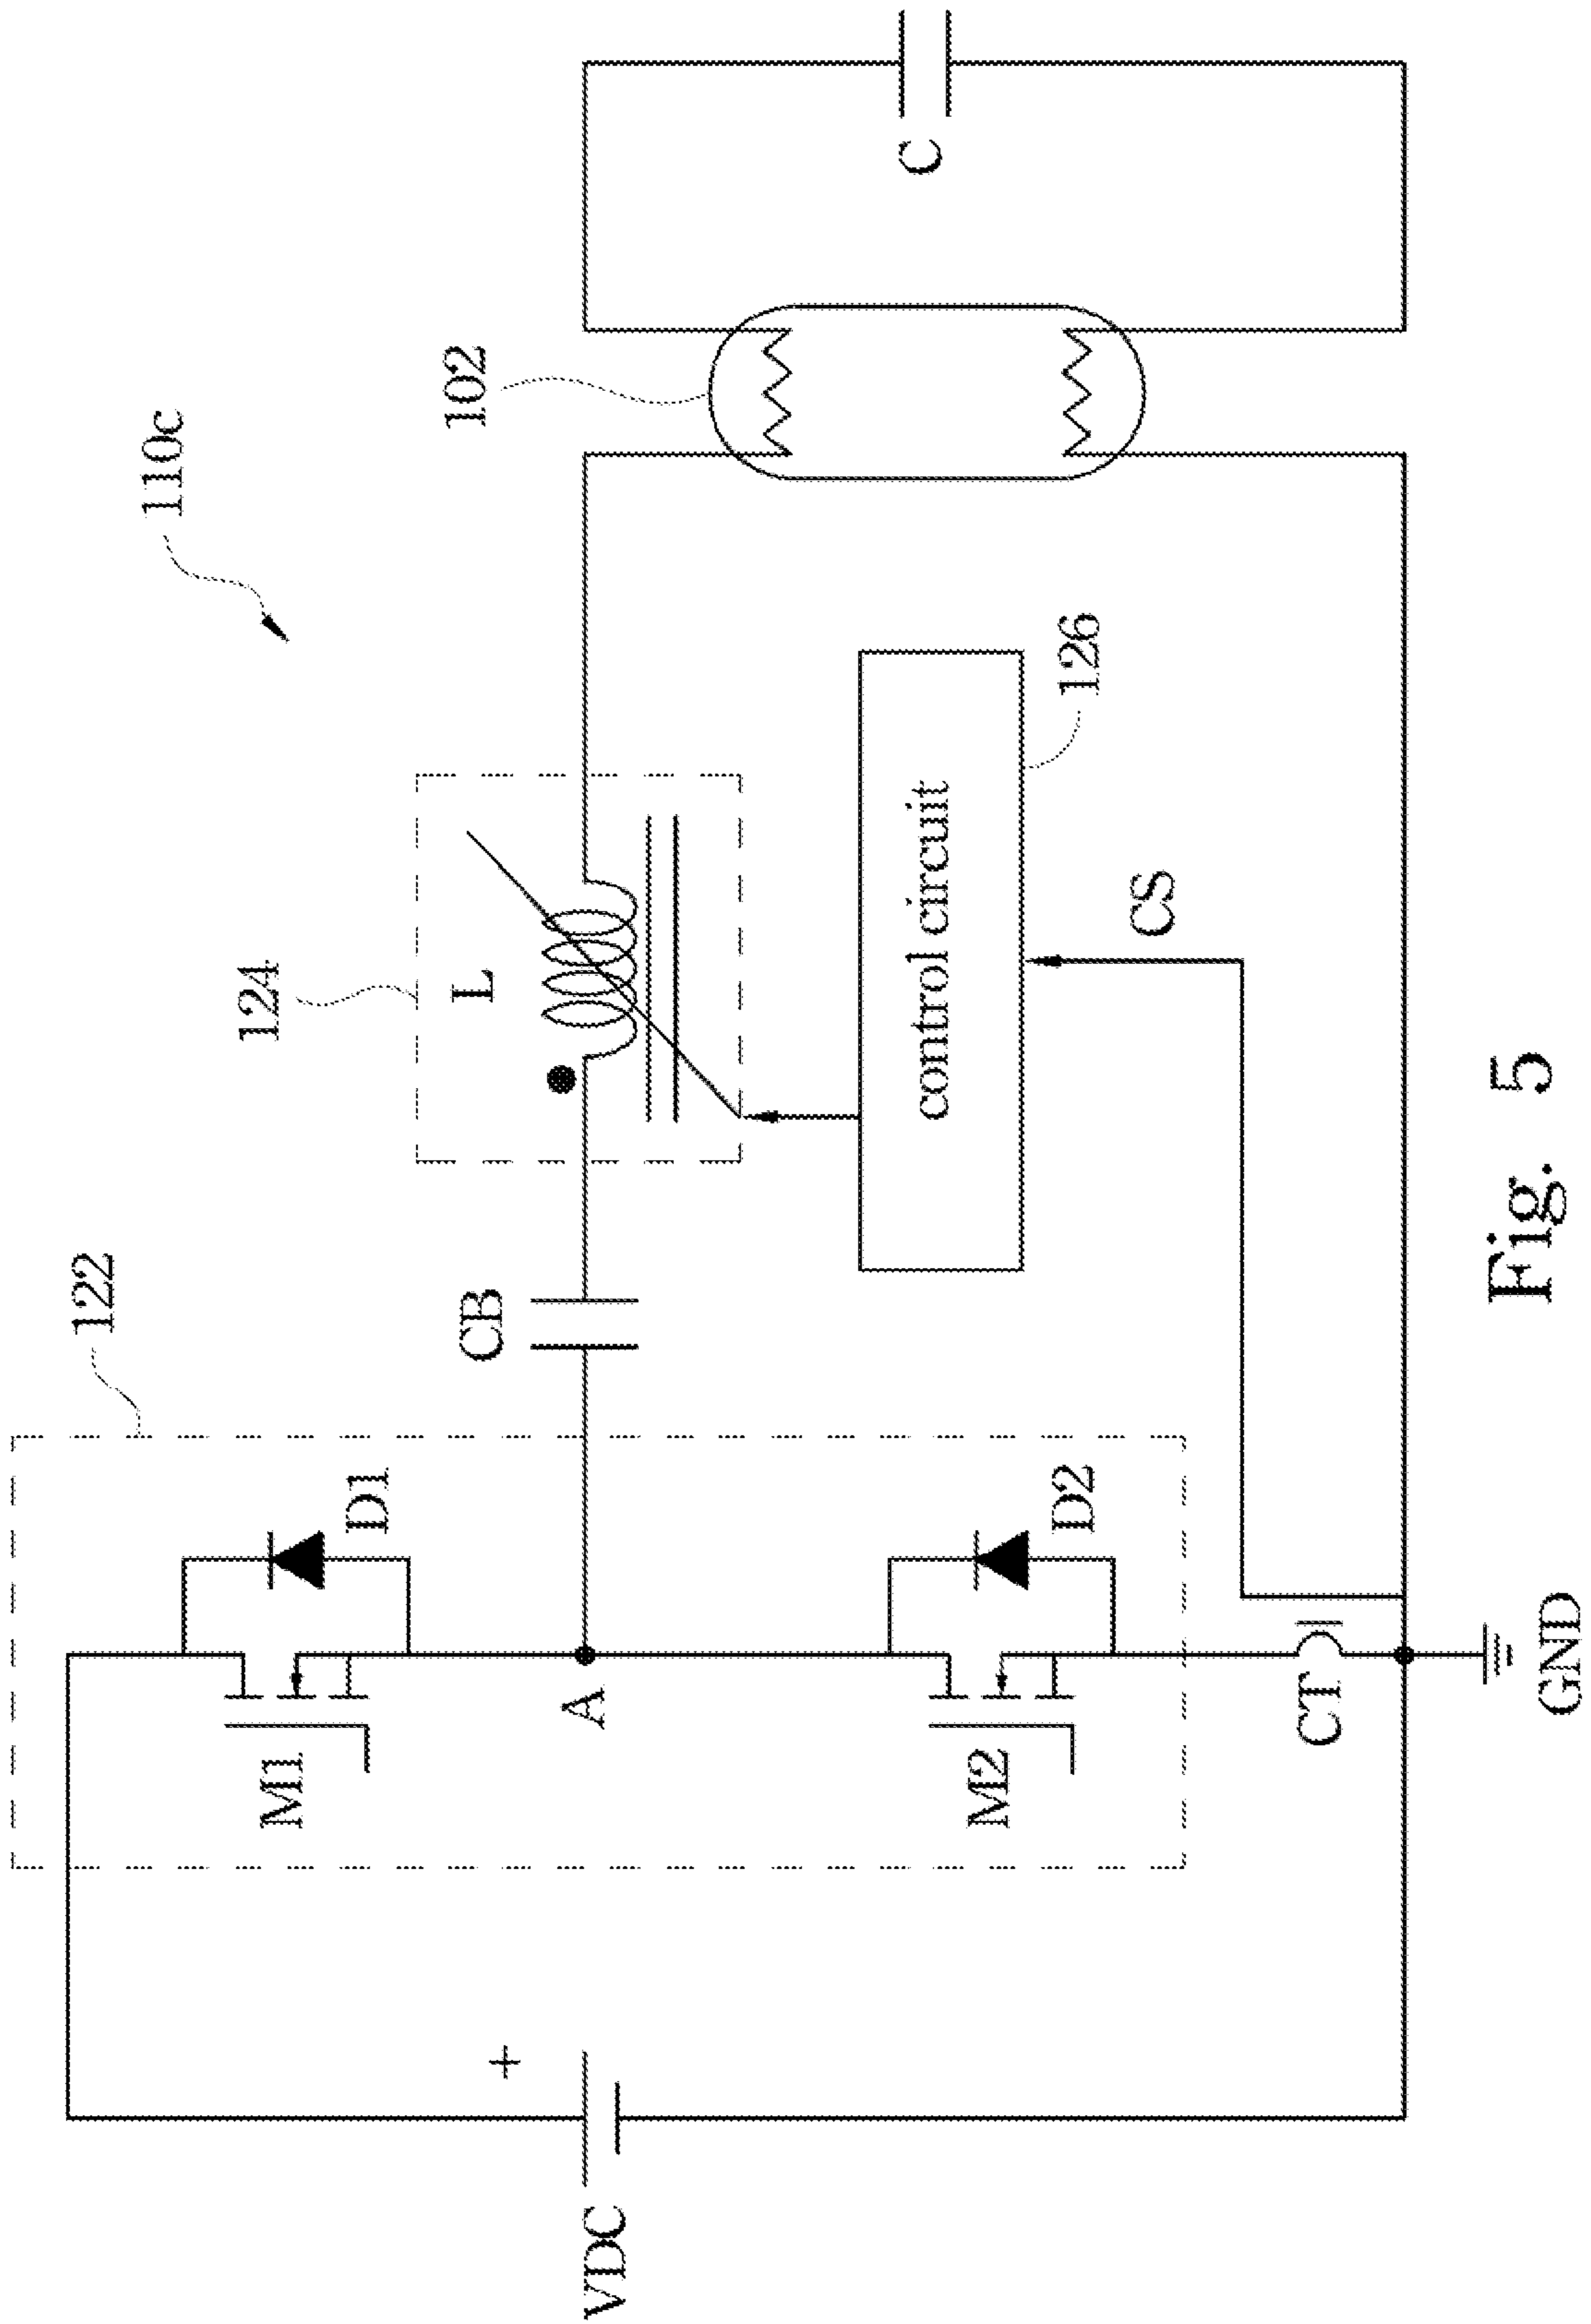 110c
122
124
102
M1
D1
CB
L
+
VDC
A
control circuit
C
126
M2
D2
CS
CT
GND
Fig. 5